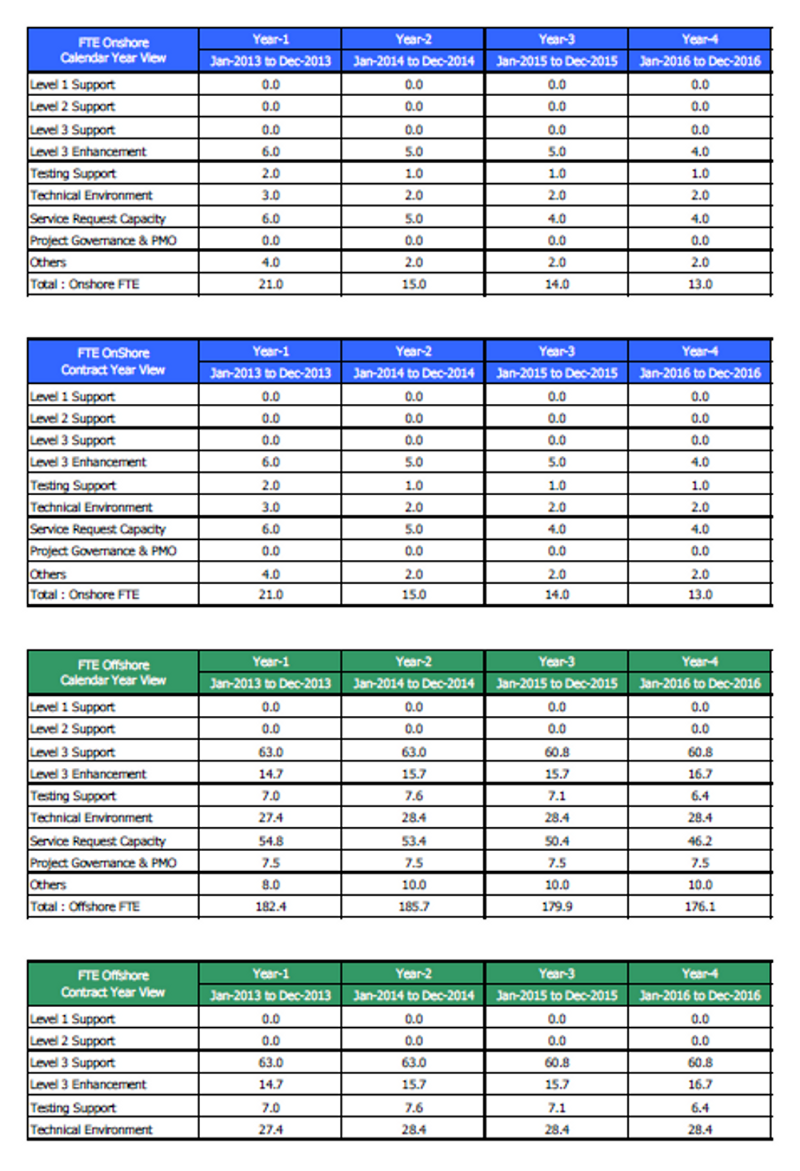 FTE Onshore Calendar Year View Year-1 Year-2 Year-3 Year-4
Jan-2013 to Dec-2013 Jan-2014 to Dec-2014 Jan-2015 to Dec-2015 Jan-2016 to Dec-2016
Level 1 Support 0.0 0.0 0.0 0.0
Level 2 Support 0.0 0.0 0.0 0.0
Level 3 Support 0.0 0.0 0.0 0.0
Level 3 Enhancement 6.0 5.0 5.0 4.0
Testing Support 2.0 1.0 1.0 1.0
Technical Environment 3.0 2.0 2.0 2.0
Service Request Capacity 6.0 5.0 4.0 4.0
Project Governance & PMO 0.0 0.0 0.0 0.0
Others 4.0 2.0 2.0 2.0
Total : Onshore FTE 21.0 15.0 14.0 13.0
FTE OnShore Contract Year View Year-1 Year-2 Year-3 Year-4
Jan-2013 to Dec-2013 Jan-2014 to Dec-2014 Jan-2015 to Dec-2015 Jan-2016 to Dec-2016
Level 1 Support 0.0 0.0 0.0 0.0
Level 2 Support 0.0 0.0 0.0 0.0
Level 3 Support 0.0 0.0 0.0 0.0
Level 3 Enhancement 6.0 5.0 5.0 4.0
Testing Support 2.0 1.0 1.0 1.0
Technical Environment 3.0 2.0 2.0 2.0
Service Request Capacity 6.0 5.0 4.0 4.0
Project Governance & PMO 0.0 0.0 0.0 0.0
Others 4.0 2.0 2.0 2.0
Total : Onshore FTE 21.0 15.0 14.0 13.0
FTE Offshore Calendar Year View Year-1 Year-2 Year-3 Year-4
Jan-2013 to Dec-2013 Jan-2014 to Dec-2014 Jan-2015 to Dec-2015 Jan-2016 to Dec-2016
Level 1 Support 0.0 0.0 0.0 0.0
Level 2 Support 0.0 0.0 0.0 0.0
Level 3 Support 63.0 63.0 60.8 60.8
Level 3 Enhancement 14.7 15.7 15.7 16.7
Testing Support 7.0 7.6 7.1 6.4
Technical Environment 27.4 28.4 28.4 28.4
Service Request Capacity 54.8 53.4 50.4 46.2
Project Governance & PMO 7.5 7.5 7.5 7.5
Others 8.0 10.0 10.0 10.0
Total : Offshore FTE 182.4 185.7 179.9 176.1
FTE Offshore Contract Year View Year-1 Year-2 Year-3 Year-4
Jan-2013 to Dec-2013 Jan-2014 to Dec-2014 Jan-2015 to Dec-2015 Jan-2016 to Dec-2016
Level 1 Support 0.0 0.0 0.0 0.0
Level 2 Support 0.0 0.0 0.0 0.0
Level 3 Support 63.0 63.0 60.8 60.8
Level 3 Enhancement 14.7 15.7 15.7 16.7
Testing Support 7.0 7.6 7.1 6.4
Technical Environment 27.4 28.4 28.4 28.4